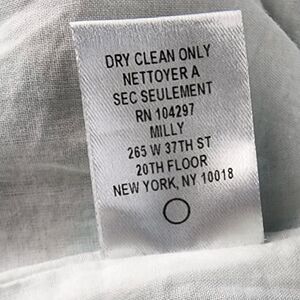 DRY CLEAN ONLY
NETTOYER A
SEC SEULEMENT
RN 104297
MILLY
265 W 37TH ST
20TH FLOOR
NEW YORK, NY 10018